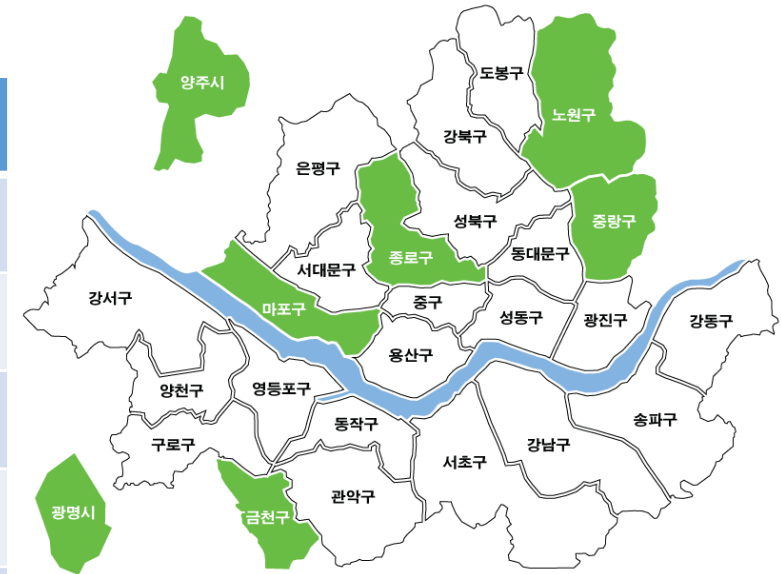 양주시
도봉구
노원구
강북구
은평구
성북구
중랑구
동대문구
종로구
서대문구
강서구
마포구
중구
성동구
광진구
강동구
용산구
양천구
영등포구
송파구
동작구
구로구
강남구
서초구
관악구
광명시
금천구